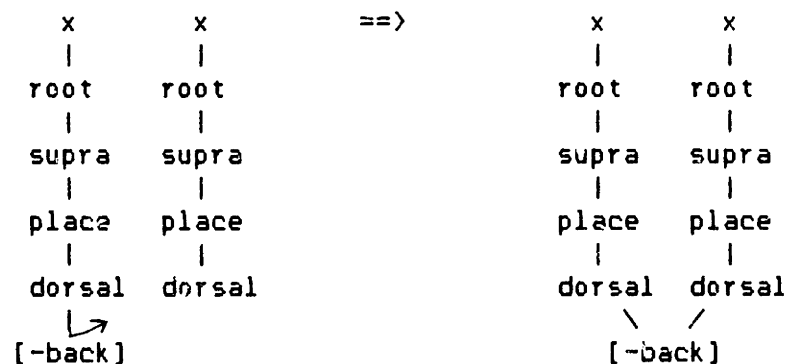 x x ==> x x
root root root root
supra supra supra supra
place place place place
dorsal dorsal dorsal dorsal
[-back] [-back]